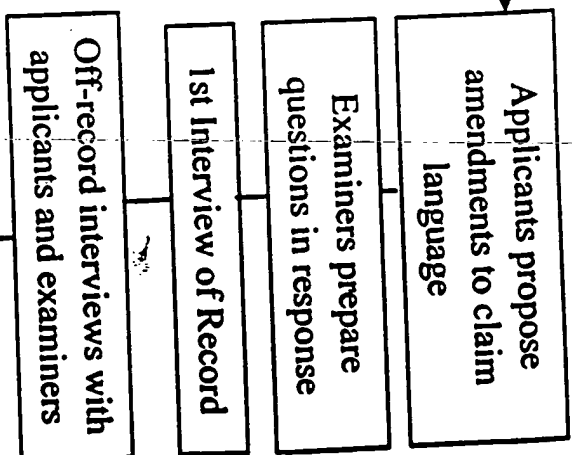 Applicants propose
amendments to claim
language
Examiners prepare
questions in response
1st Interview of Record
Off-record interviews with
applicants and examiners